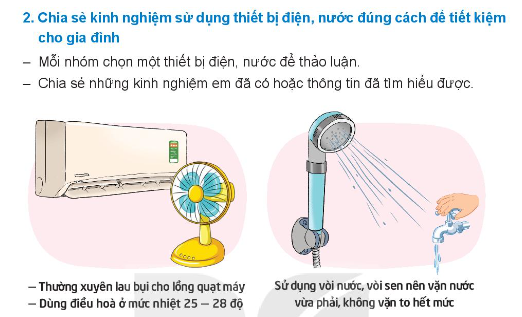 2. Chia sẻ kinh nghiệm sử dụng thiết bị điện, nước đúng cách để tiết kiệm
cho gia đình
– Mỗi nhóm chọn một thiết bị điện, nước để thảo luận.
– Chia sẻ những kinh nghiệm em đã có hoặc thông tin đã tìm hiểu được.
– Thường xuyên lau bụi cho lồng quạt máy
– Dùng điều hoà ở mức nhiệt 25 – 28 độ
Sử dụng vòi nước, vòi sen nên vặn nước
vừa phải, không vặn to hết mức